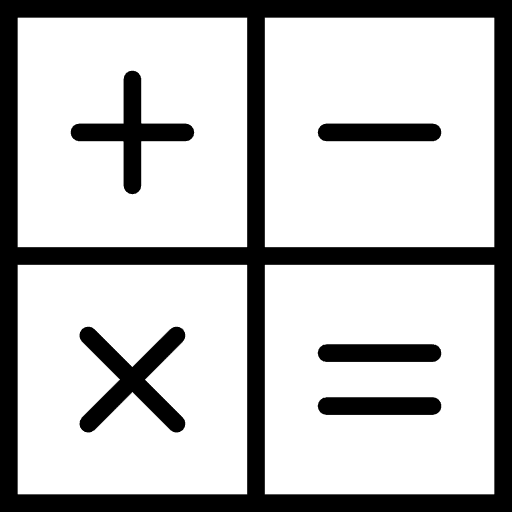 + −
× =